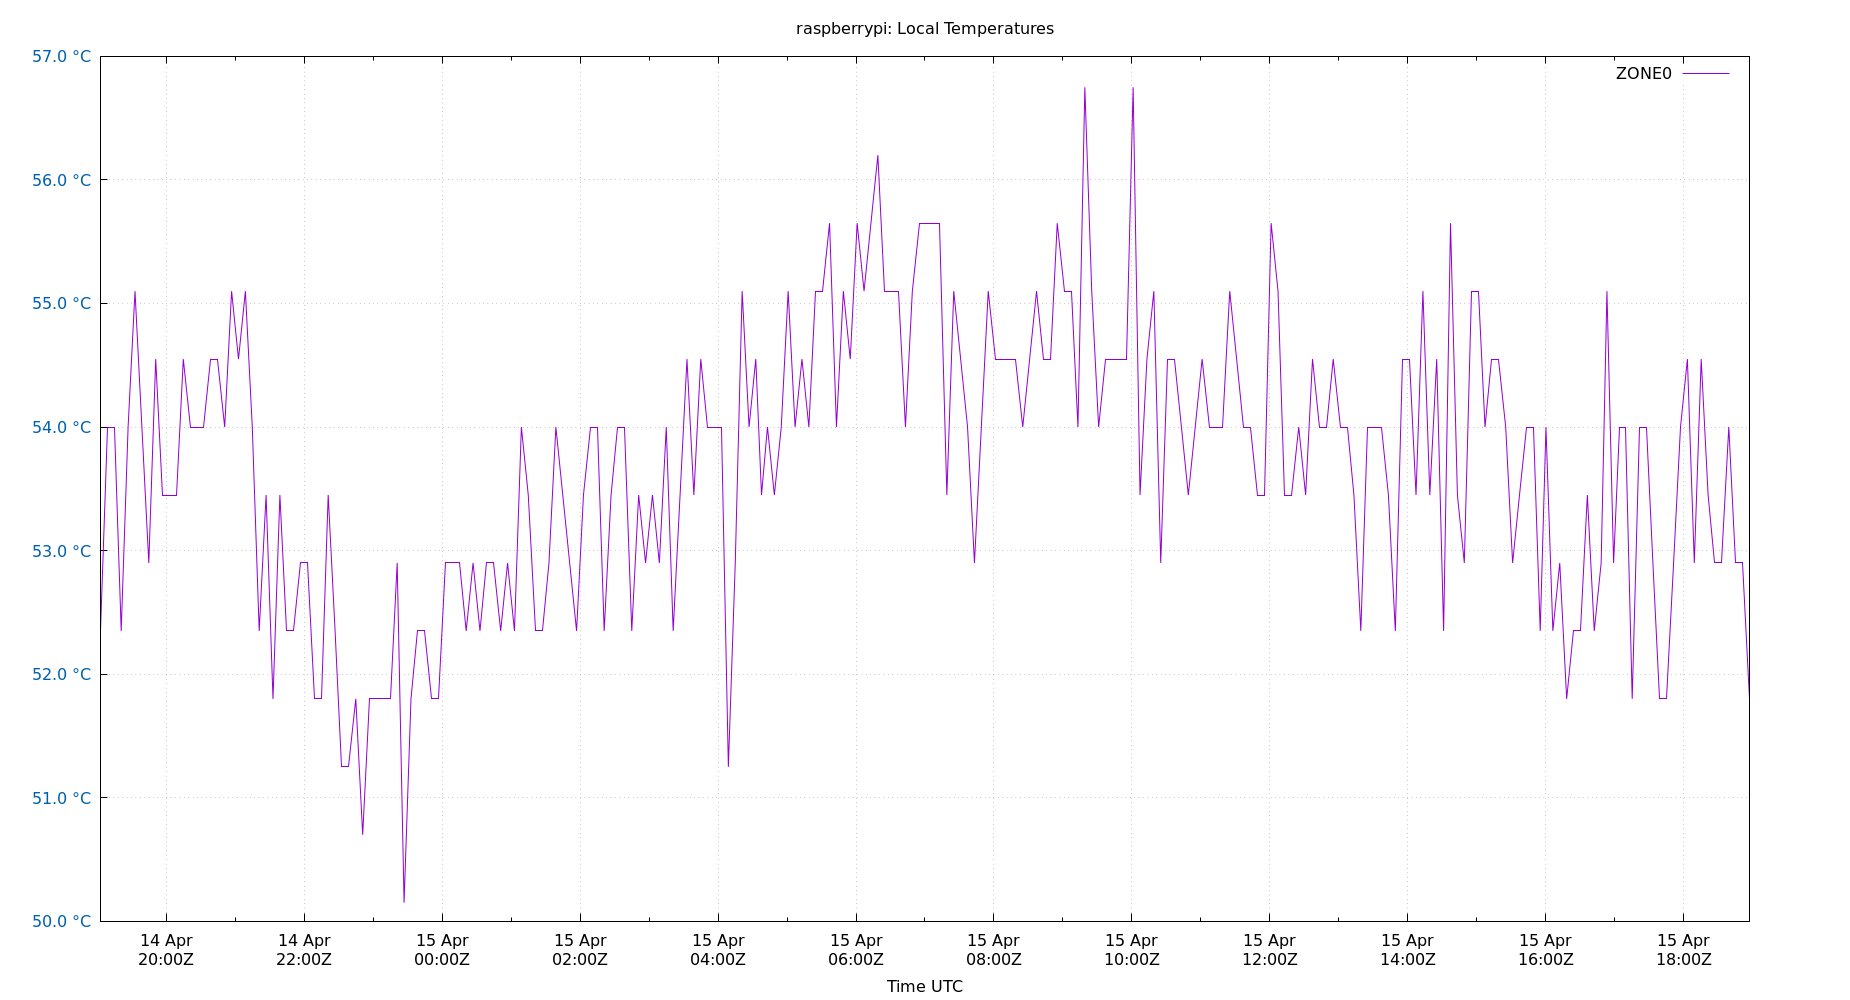 raspberrypi: Local Temperatures
ZONE0
57.0 °C
56.0 °C
55.0 °C
54.0 °C
53.0 °C
52.0 °C
51.0 °C
50.0 °C
14 Apr 14 Apr 15 Apr 15 Apr 15 Apr 15 Apr 15 Apr 15 Apr 15 Apr 15 Apr 15 Apr 15 Apr
20:00Z 22:00Z 00:00Z 02:00Z 04:00Z 06:00Z 08:00Z 10:00Z 12:00Z 14:00Z 16:00Z 18:00Z
Time UTC